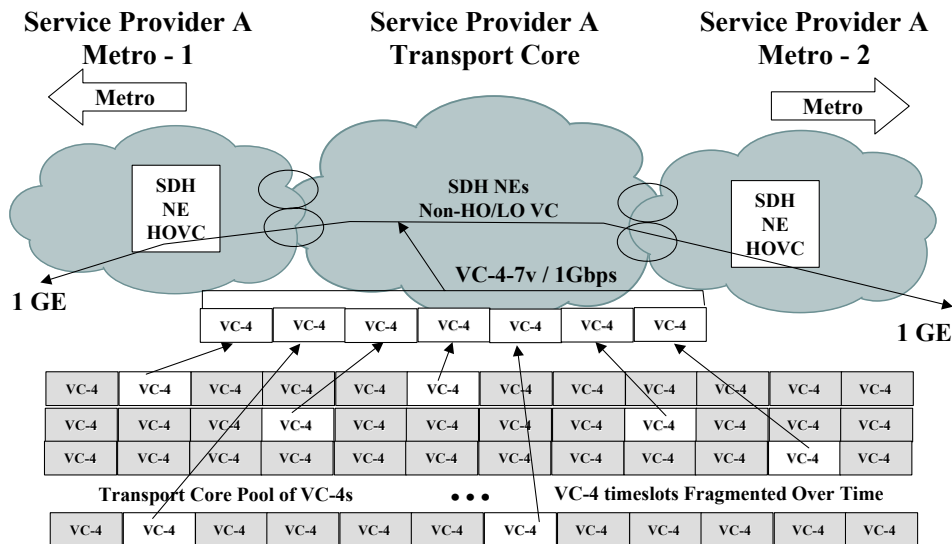 Service Provider A
Metro - 1
Service Provider A
Transport Core
Service Provider A
Metro - 2
Metro
Metro
SDH
NE
HOVC
SDH NEs
Non-HO/LO VC
SDH
NE
HOVC
VC-4-7v / 1Gbps
1 GE
1 GE
VC-4 VC-4 VC-4 VC-4 VC-4 VC-4 VC-4
VC-4 VC-4 VC-4 VC-4 VC-4 VC-4 VC-4 VC-4 VC-4 VC-4 VC-4 VC-4
VC-4 VC-4 VC-4 VC-4 VC-4 VC-4 VC-4 VC-4 VC-4 VC-4 VC-4 VC-4
VC-4 VC-4 VC-4 VC-4 VC-4 VC-4 VC-4 VC-4 VC-4 VC-4 VC-4 VC-4
Transport Core Pool of VC-4s • • • VC-4 timeslots Fragmented Over Time
VC-4 VC-4 VC-4 VC-4 VC-4 VC-4 VC-4 VC-4 VC-4 VC-4 VC-4 VC-4